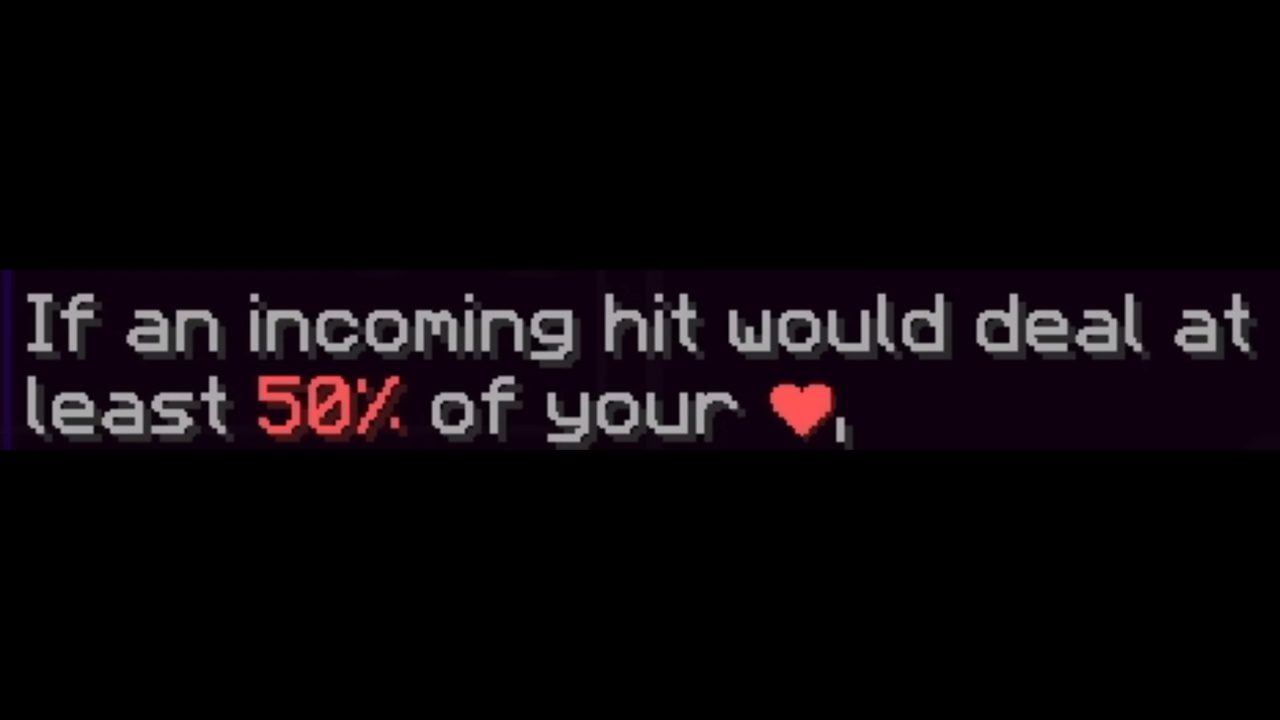 If an incoming hit would deal at
least 50% of your ❤,